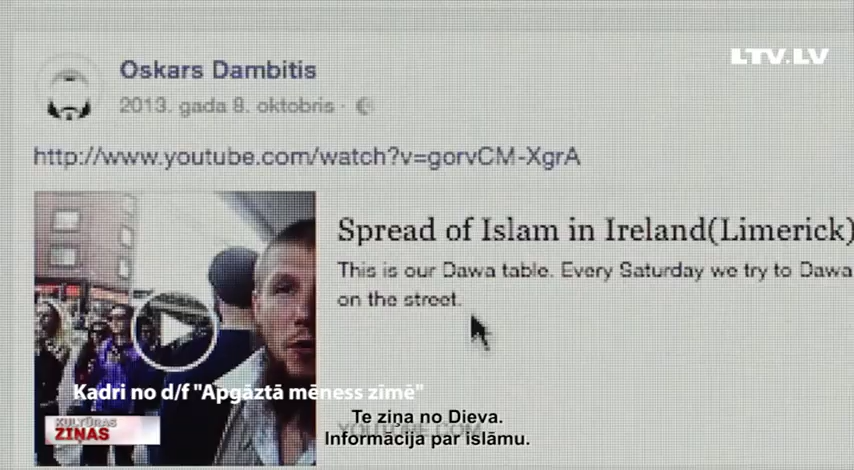 LTV.LV
Oskars Dambitis
2013. gada 8. oktobris ·
http://www.youtube.com/watch?v=gorvCM-XgrA
Spread of Islam in Ireland(Limerick)
This is our Dawa table. Every Saturday we try to Dawa
on the street.
YOUTUBE.COM
Kadri no d/f "Apgāztā mēness zīmē"
KULTŪRAS
ZIŅAS
Te ziņa no Dieva.
Informācija par islāmu.